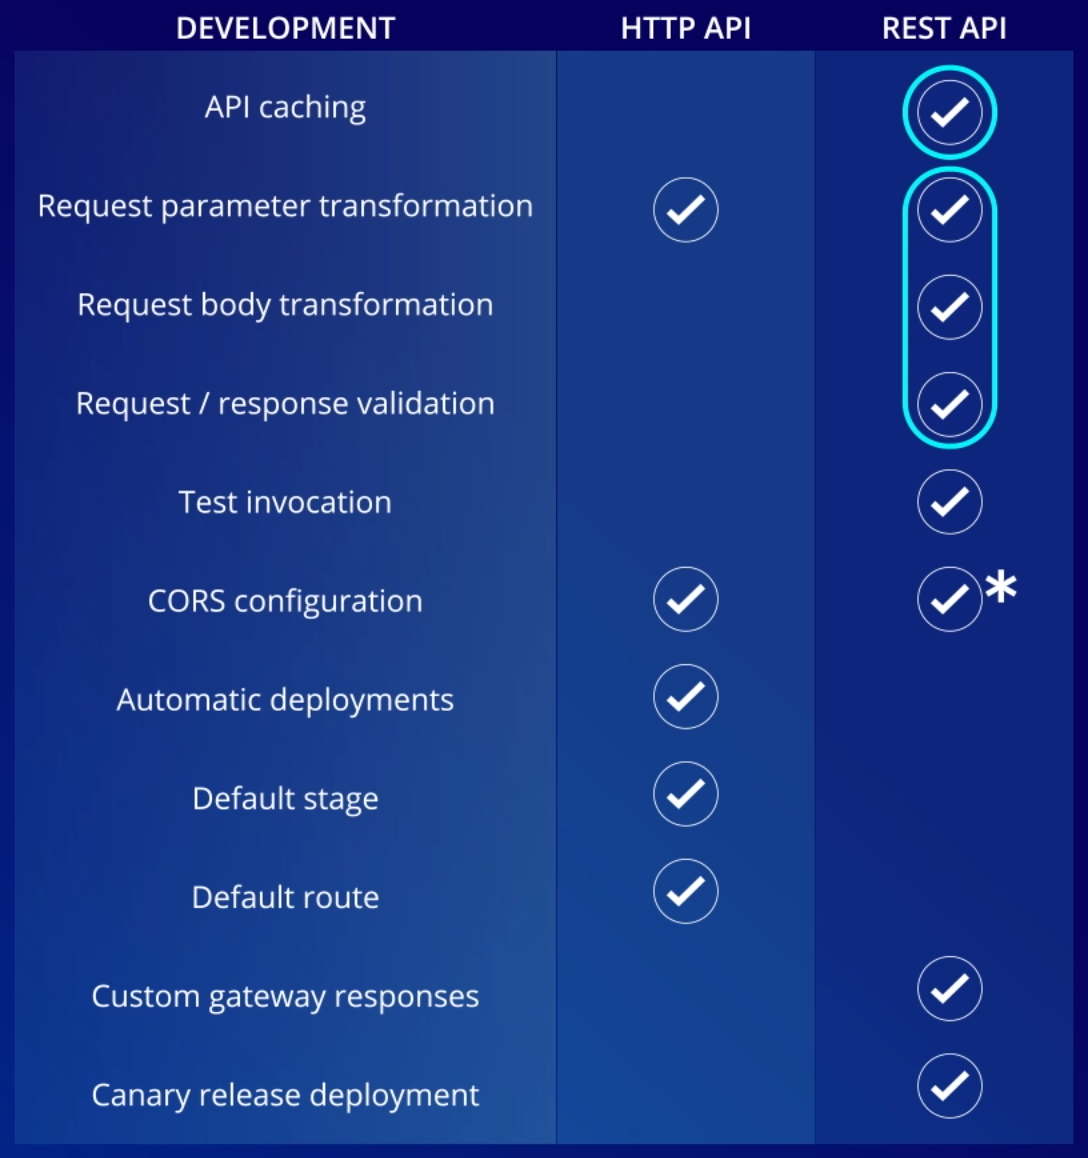 DEVELOPMENT HTTP API REST API
API caching
Request parameter transformation
Request body transformation
Request / response validation
Test invocation
CORS configuration *
Automatic deployments
Default stage
Default route
Custom gateway responses
Canary release deployment